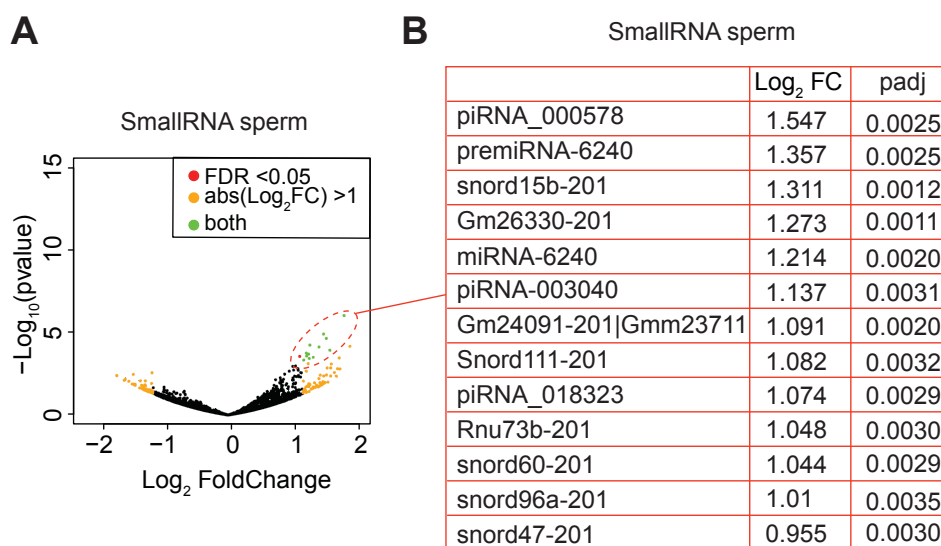 A
B
SmallRNA sperm
SmallRNA sperm
FDR <0.05
abs(Log₂FC) >1
both
−Log₁₀(pvalue)
15
10
5
0
−2 −1 0 1 2
Log₂ FoldChange
Log₂ FC padj
piRNA_000578 1.547 0.0025
premiRNA-6240 1.357 0.0025
snord15b-201 1.311 0.0012
Gm26330-201 1.273 0.0011
miRNA-6240 1.214 0.0020
piRNA-003040 1.137 0.0031
Gm24091-201|Gmm23711 1.091 0.0020
Snord111-201 1.082 0.0032
piRNA_018323 1.074 0.0029
Rnu73b-201 1.048 0.0030
snord60-201 1.044 0.0029
snord96a-201 1.01 0.0035
snord47-201 0.955 0.0030